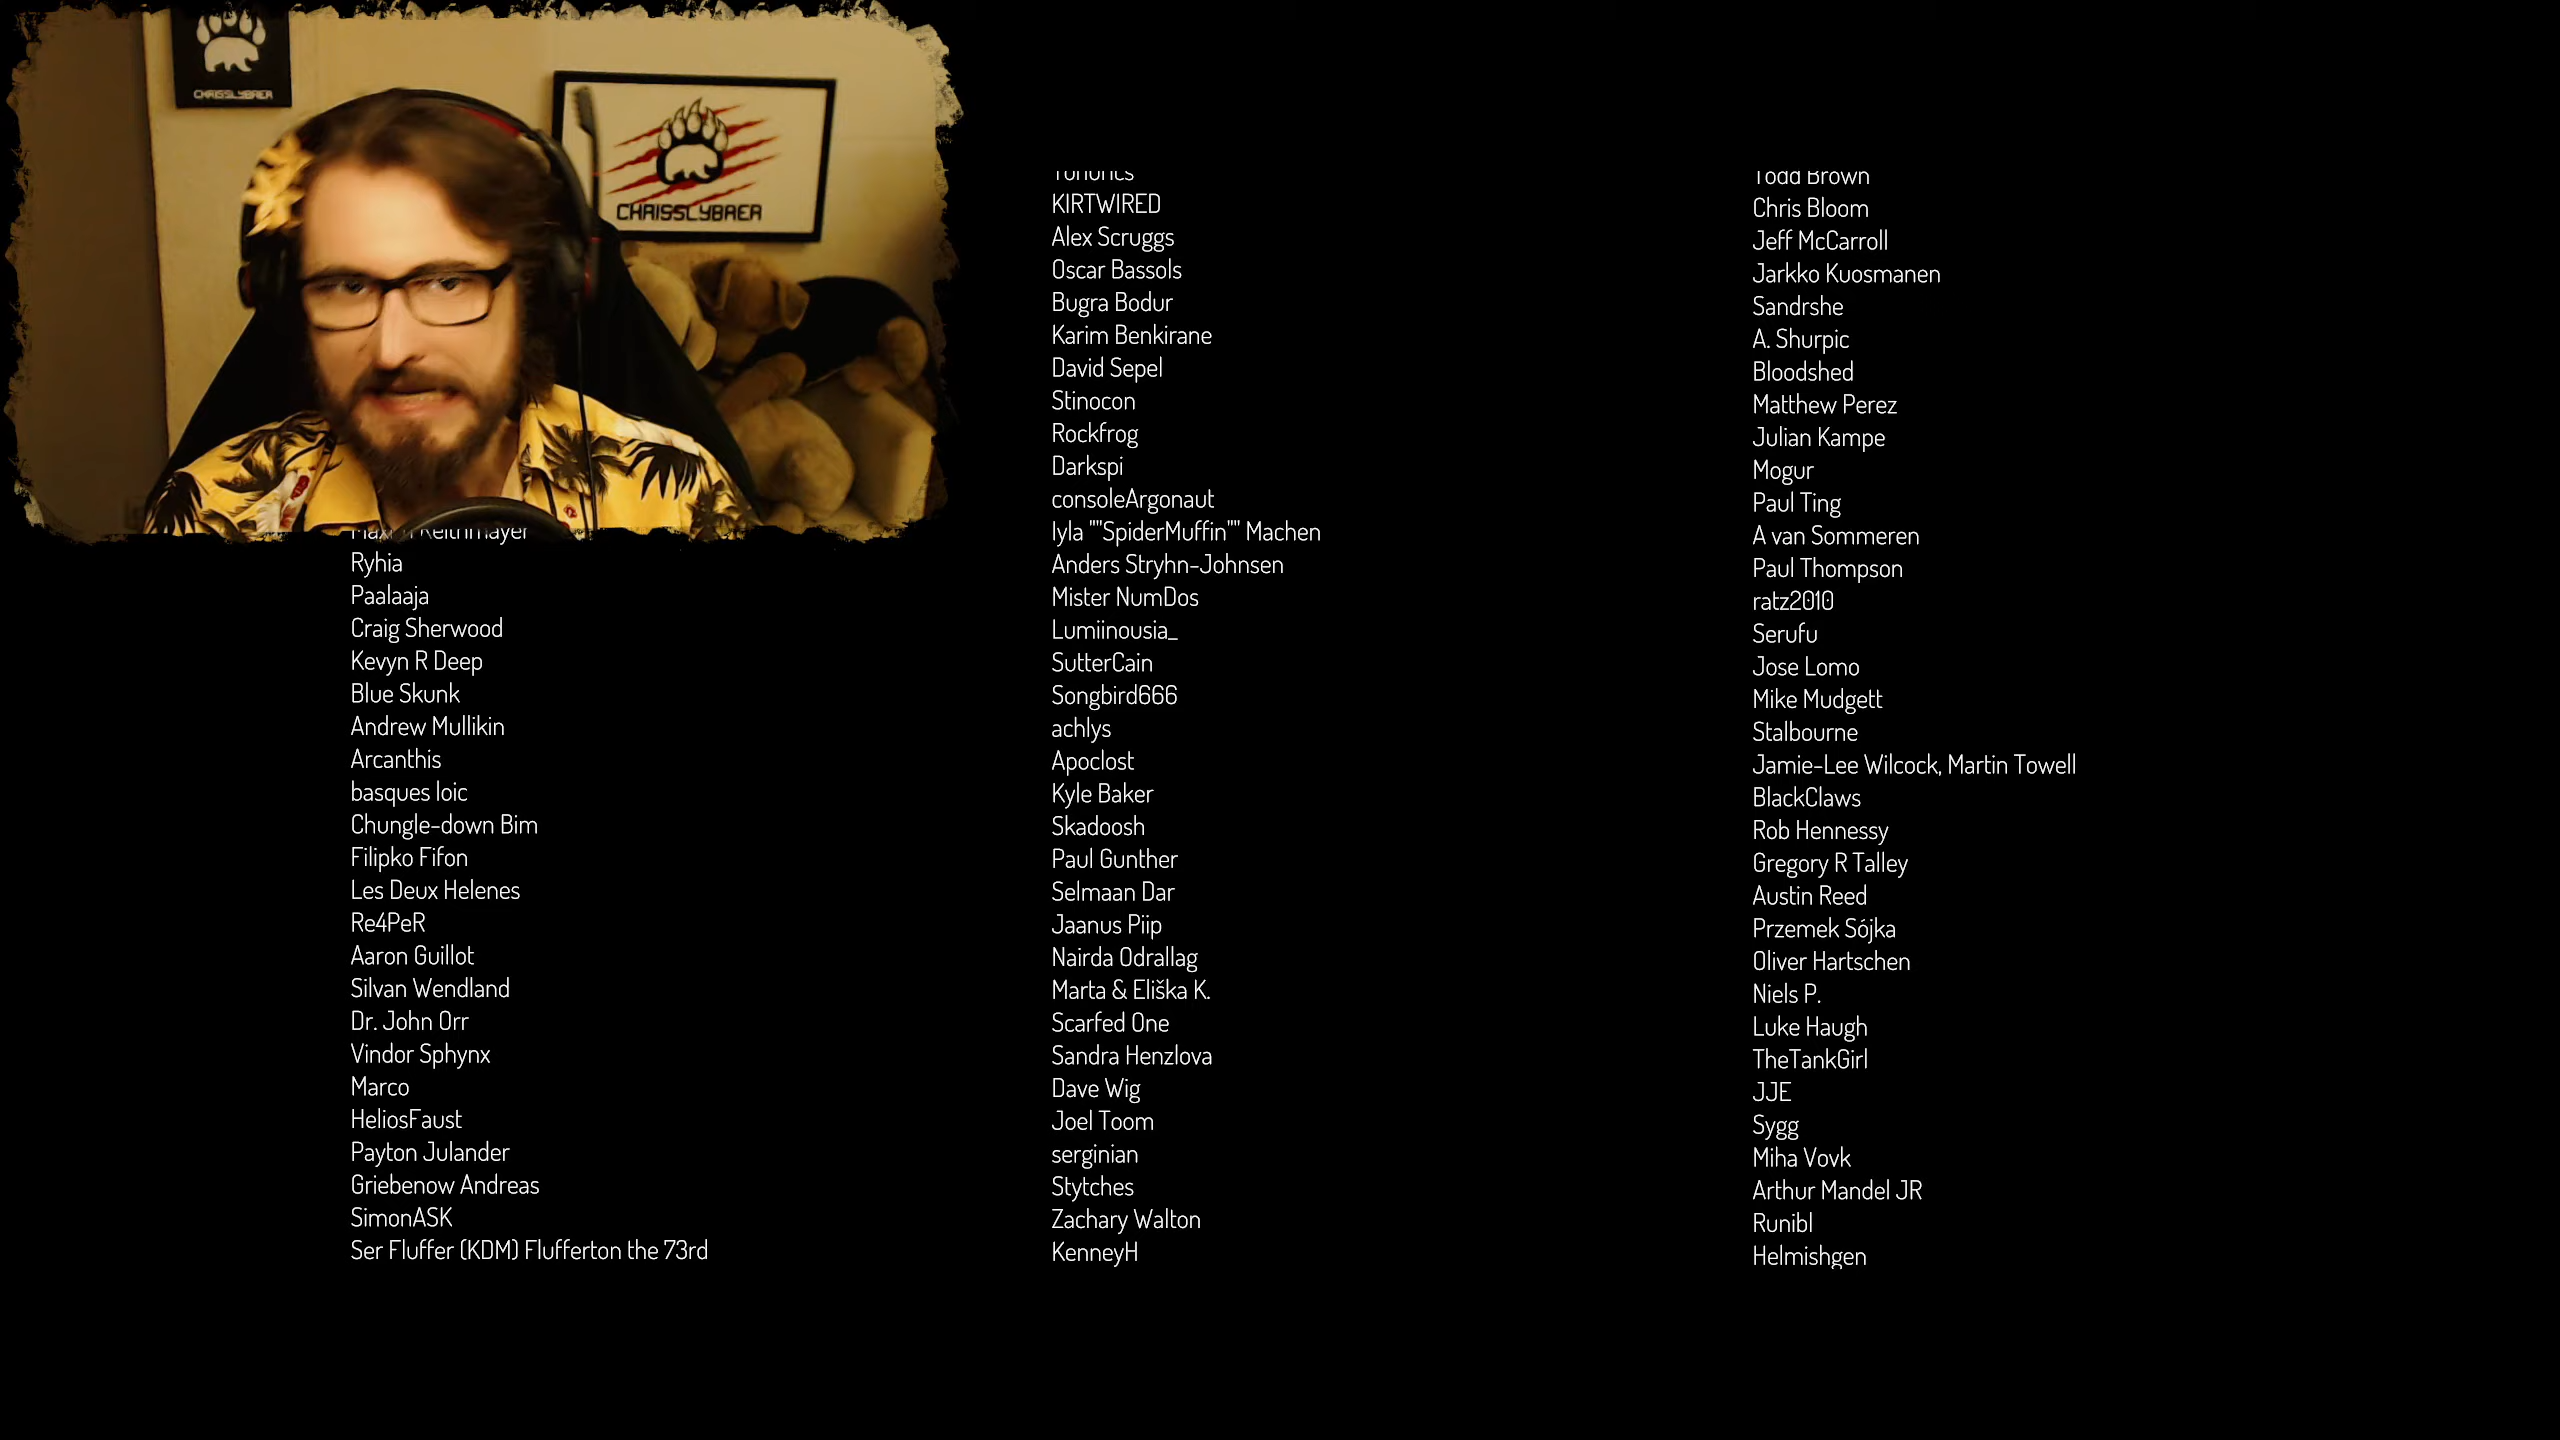 CHRISSLYBAER
CHRISSLYBAER
Ryhia
Paalaaja
Craig Sherwood
Kevyn R Deep
Blue Skunk
Andrew Mullikin
Arcanthis
basques loic
Chungle-down Bim
Filipko Fifon
Les Deux Helenes
Re4PeR
Aaron Guillot
Silvan Wendland
Dr. John Orr
Vindor Sphynx
Marco
HeliosFaust
Payton Julander
Griebenow Andreas
SimonASK
Ser Fluffer (KDM) Flufferton the 73rd
KIRTWIRED
Alex Scruggs
Oscar Bassols
Bugra Bodur
Karim Benkirane
David Sepel
Stinocon
Rockfrog
Darkspi
consoleArgonaut
lyla ""SpiderMuffin"" Machen
Anders Stryhn-Johnsen
Mister NumDos
Lumiinousia_
SutterCain
Songbird666
achlys
Apoclost
Kyle Baker
Skadoosh
Paul Gunther
Selmaan Dar
Jaanus Piip
Nairda Odrallag
Marta & Eliška K.
Scarfed One
Sandra Henzlova
Dave Wig
Joel Toom
serginian
Stytches
Zachary Walton
KenneyH
Todd Brown
Chris Bloom
Jeff McCarroll
Jarkko Kuosmanen
Sandrshe
A. Shurpic
Bloodshed
Matthew Perez
Julian Kampe
Mogur
Paul Ting
A van Sommeren
Paul Thompson
ratz2010
Serufu
Jose Lomo
Mike Mudgett
Stalbourne
Jamie-Lee Wilcock, Martin Towell
BlackClaws
Rob Hennessy
Gregory R Talley
Austin Reed
Przemek Sójka
Oliver Hartschen
Niels P.
Luke Haugh
TheTankGirl
JJE
Sygg
Miha Vovk
Arthur Mandel JR
Runibl
Helmishgen